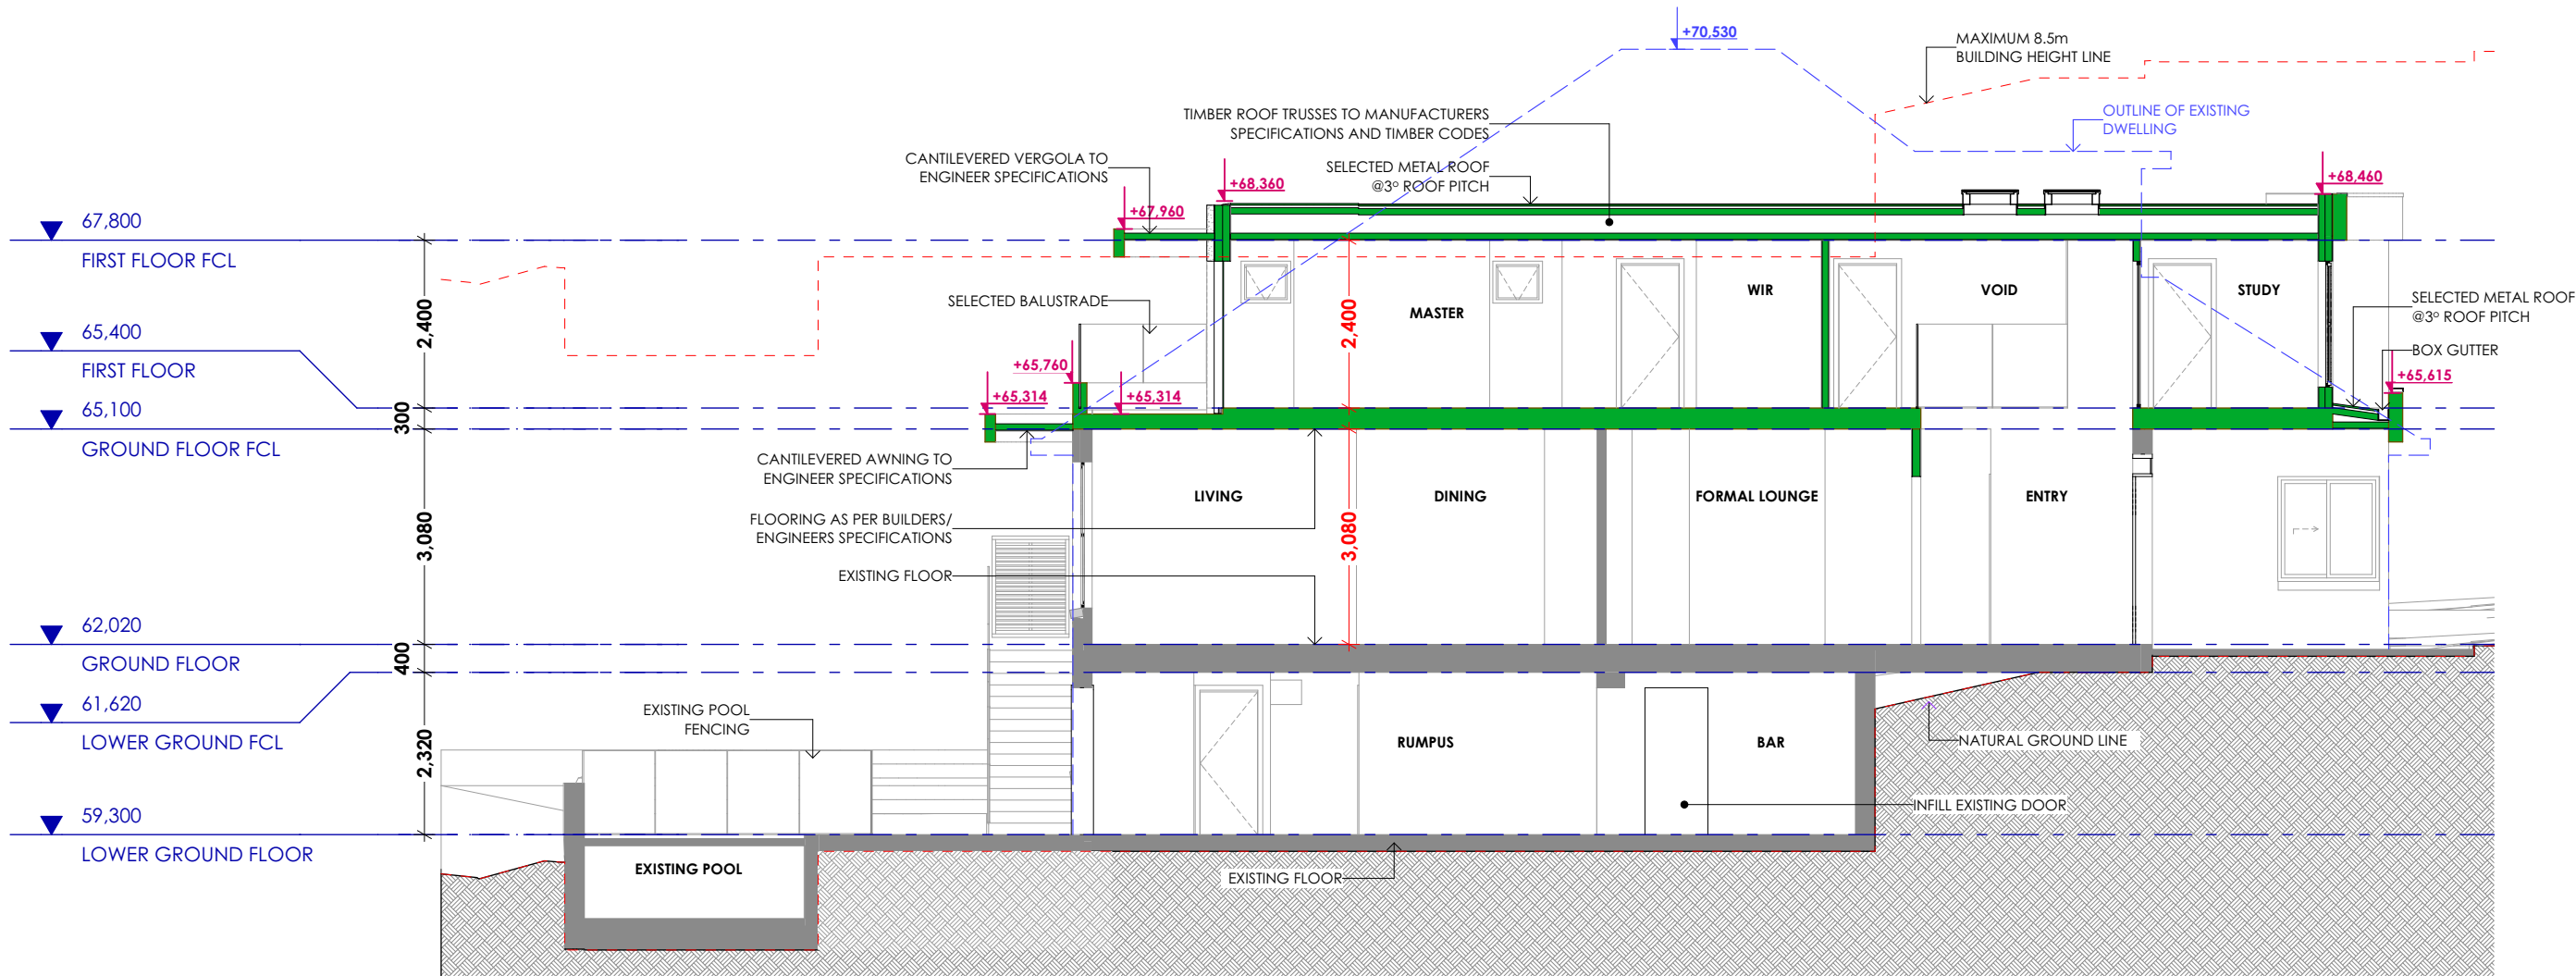 +70,530
MAXIMUM 8.5m
BUILDING HEIGHT LINE
TIMBER ROOF TRUSSES TO MANUFACTURERS
SPECIFICATIONS AND TIMBER CODES
OUTLINE OF EXISTING
DWELLING
CANTILEVERED VERGOLA TO
ENGINEER SPECIFICATIONS
SELECTED METAL ROOF
@3º ROOF PITCH
+68,360
+68,460
+67,960
67,800
FIRST FLOOR FCL
2,400
2,400
SELECTED BALUSTRADE
MASTER
WIR
VOID
STUDY
SELECTED METAL ROOF
@3º ROOF PITCH
BOX GUTTER
65,400
FIRST FLOOR
+65,760
+65,314
+65,314
+65,615
65,100
GROUND FLOOR FCL
300
CANTILEVERED AWNING TO
ENGINEER SPECIFICATIONS
LIVING
DINING
FORMAL LOUNGE
ENTRY
FLOORING AS PER BUILDERS/
ENGINEERS SPECIFICATIONS
3,080
3,080
EXISTING FLOOR
62,020
GROUND FLOOR
400
61,620
LOWER GROUND FCL
EXISTING POOL
FENCING
2,320
RUMPUS
BAR
NATURAL GROUND LINE
INFILL EXISTING DOOR
59,300
LOWER GROUND FLOOR
EXISTING POOL
EXISTING FLOOR